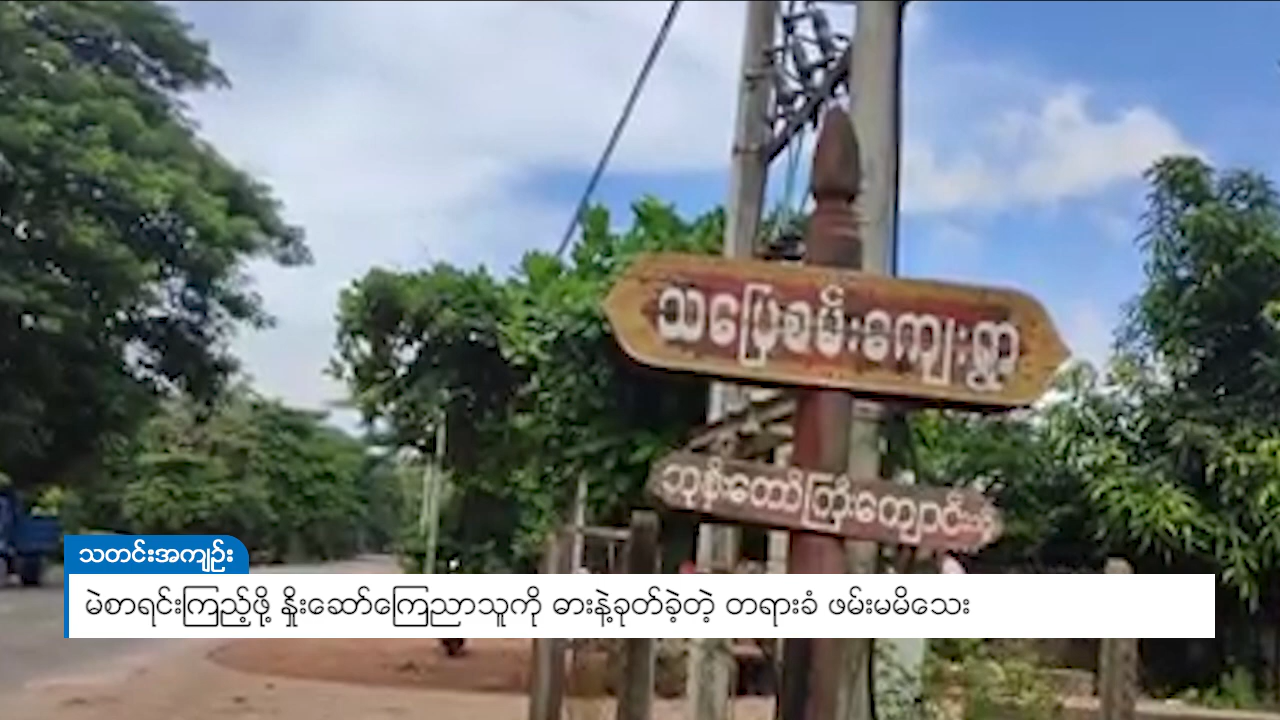 သပြေခမ်းကျေးရွာ
ဘုန်းတော်ကြီးကျောင်း
သတင်းအကျဉ်း
မဲစာရင်းကြည့်ဖို့ နှိုးဆော်ကြေညာသူကို ဓားနဲ့ခုတ်ခဲ့တဲ့ တရားခံ ဖမ်းမမိသေး